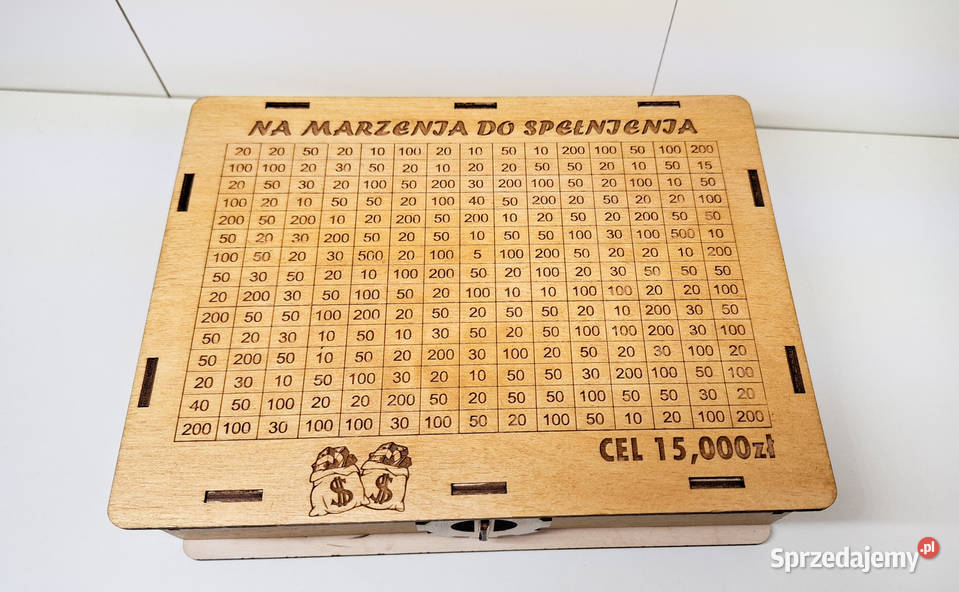 NA MARZENIA DO SPEŁNIENIA
20 20 50 20 10 100 20 10 50 10 200 100 50 100 200
100 100 20 30 50 20 10 20 20 50 50 20 10 50 15
20 50 30 20 100 50 200 30 200 100 50 20 100 10 50
100 20 10 50 50 20 100 40 50 200 20 50 20 20 100
200 50 200 10 20 200 50 200 10 20 50 20 200 50 50
50 20 30 200 50 20 50 10 50 50 100 30 100 500 10
100 50 20 30 500 20 100 5 100 200 50 20 20 10 200
50 30 50 20 10 100 200 50 20 100 20 30 50 50 50
20 200 30 50 100 50 20 100 10 10 100 100 20 20 100
200 50 50 100 200 20 50 20 50 50 20 10 200 30 50
50 20 30 10 50 10 30 50 20 50 100 100 200 30 100
50 200 50 10 50 20 200 30 100 20 50 20 30 100 20
20 30 10 50 100 30 20 10 50 50 30 200 100 50 100
40 50 100 20 20 200 50 20 50 50 100 50 50 30 20
200 100 30 100 100 30 100 50 20 100 50 10 20 100 200
CEL 15,000zł
$ $
Sprzedajemy.pl